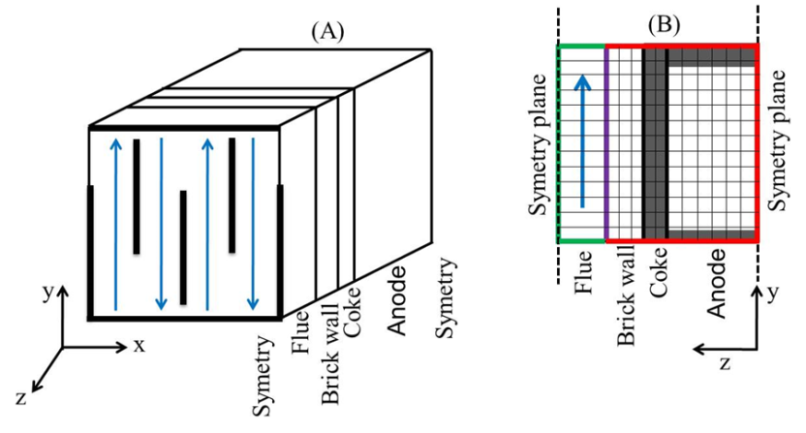 (A)
y
x
z
Symetry
Flue
Brick wall
Coke
Anode
Symetry
(B)
Symetry plane
Symetry plane
Flue
Brick wall
Coke
Anode
y
z